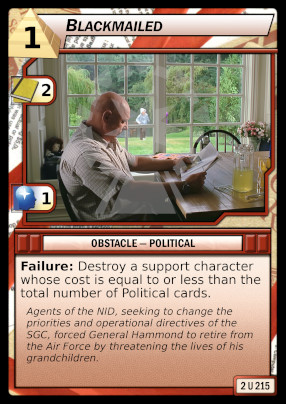 1
BLACKMAILED
2
1
OBSTACLE – POLITICAL
Failure: Destroy a support character
whose cost is equal to or less than the
total number of Political cards.
Agents of the NID, seeking to change the
priorities and operational directives of the
SGC, forced General Hammond to retire from
the Air Force by threatening the lives of his
grandchildren.
2 U 215